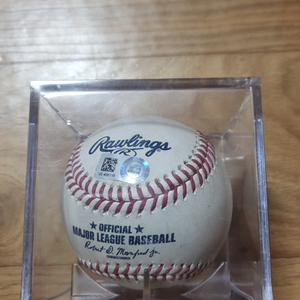 Rawlings
R
OFFICIAL
MAJOR LEAGUE BASEBALL
Robert D. Manfred Jr.